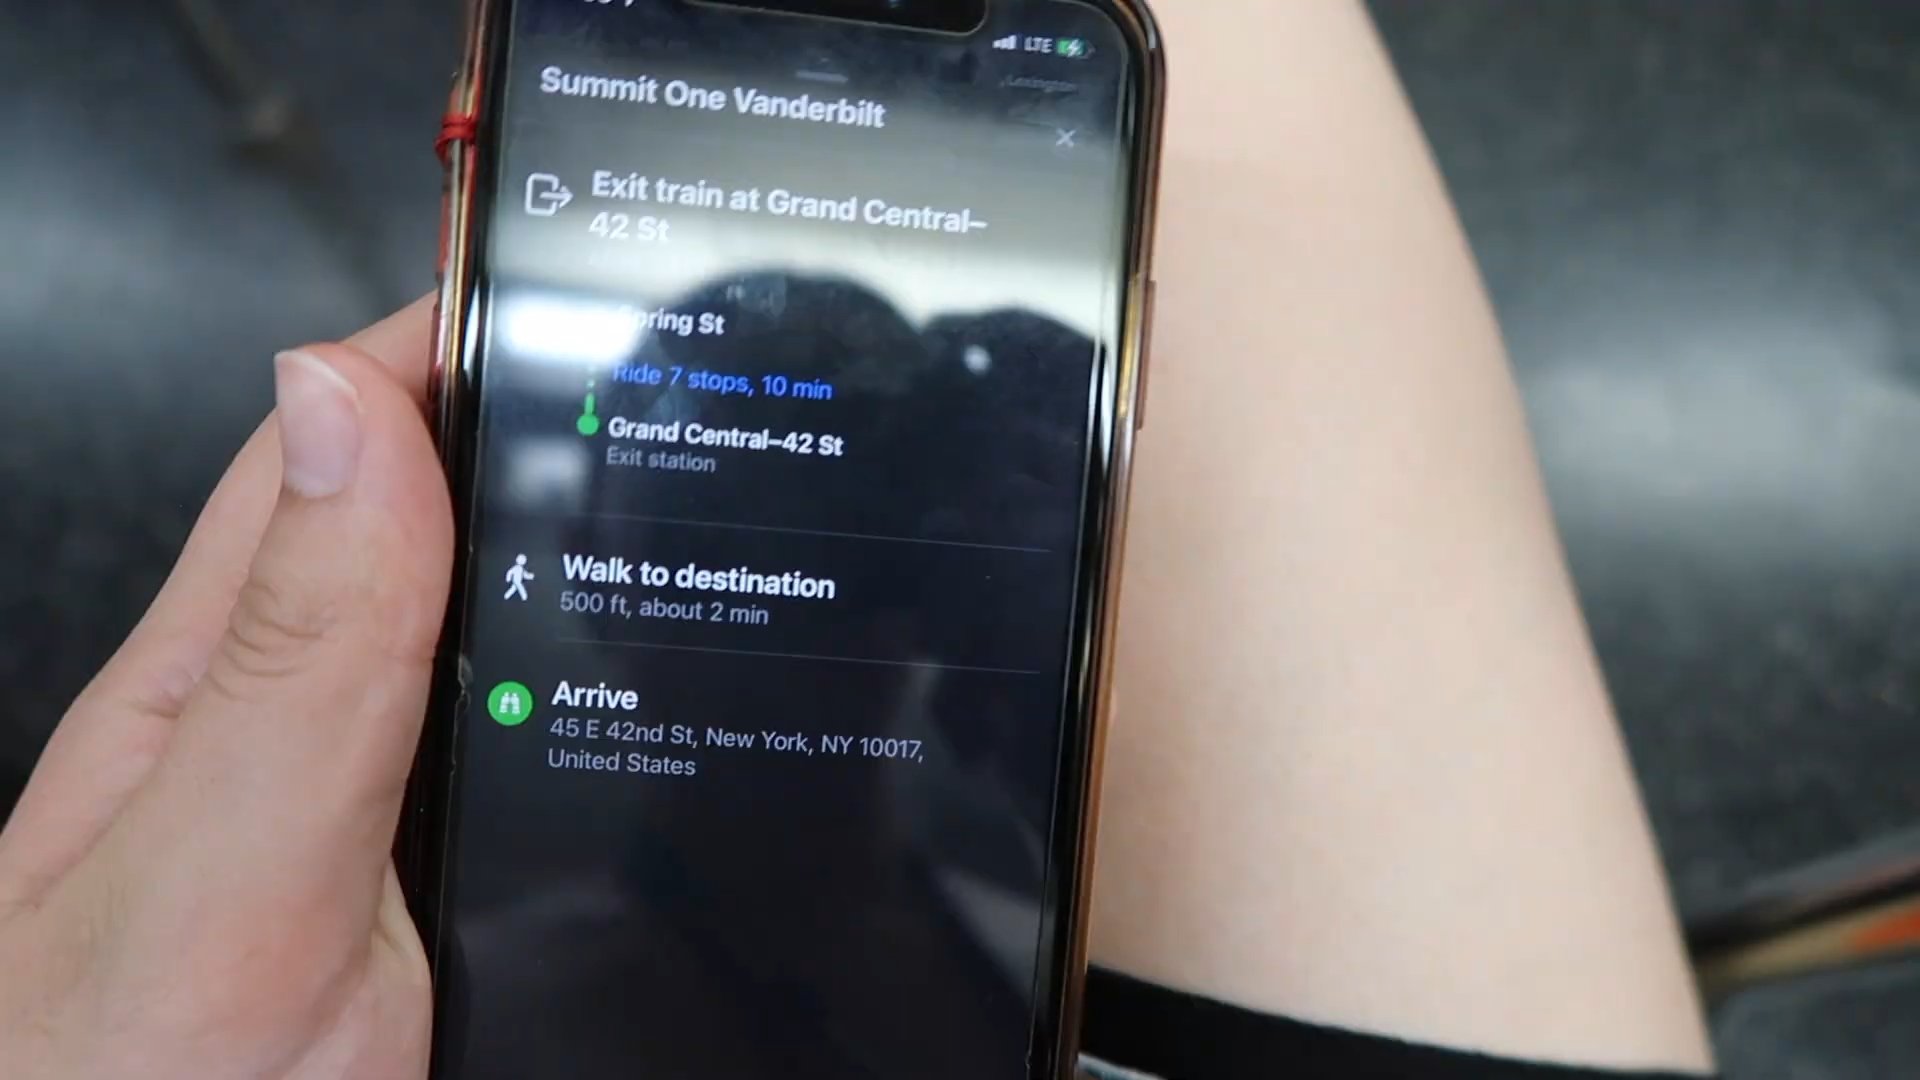 LTE
Lexington
Summit One Vanderbilt
Exit train at Grand Central–
42 St
Spring St
Ride 7 stops, 10 min
Grand Central–42 St
Exit station
Walk to destination
500 ft, about 2 min
Arrive
45 E 42nd St, New York, NY 10017,
United States